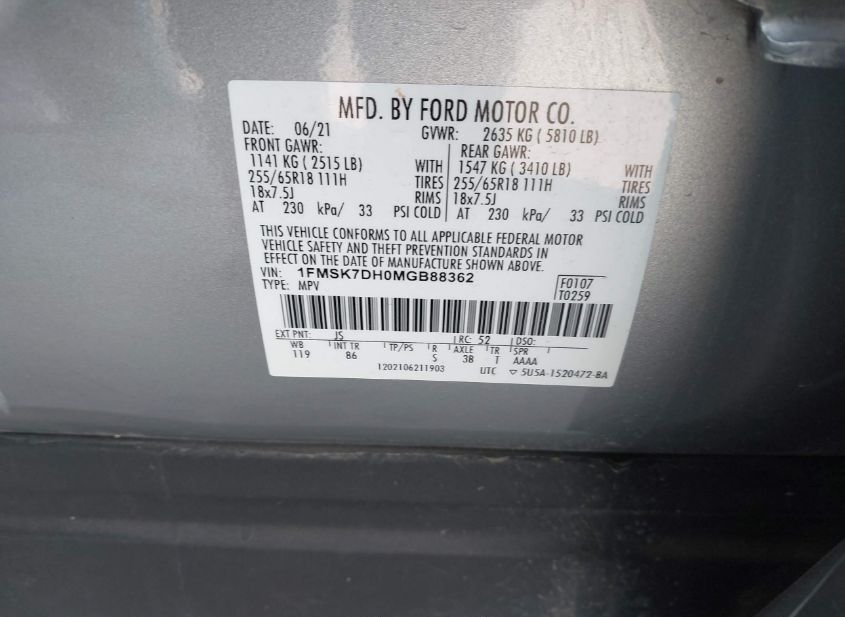 MFD. BY FORD MOTOR CO.
DATE: 06/21 GVWR: 2635 KG ( 5810 LB)
FRONT GAWR: REAR GAWR:
1141 KG ( 2515 LB) WITH 1547 KG ( 3410 LB) WITH
255/65R18 111H TIRES 255/65R18 111H TIRES
18x7.5J RIMS 18x7.5J RIMS
AT 230 kPa/ 33 PSI COLD AT 230 kPa/ 33 PSI COLD
THIS VEHICLE CONFORMS TO ALL APPLICABLE FEDERAL MOTOR
VEHICLE SAFETY AND THEFT PREVENTION STANDARDS IN
EFFECT ON THE DATE OF MANUFACTURE SHOWN ABOVE.
VIN: 1FMSK7DH0MGB88362 F0107
TYPE: MPV T0259
EXT PNT: JS RC: 52 DSO:
WB INT TR TP/PS R AXLE TR SPR
119 86 S 3B T AAAA
1202106211903 UTC ▽ 5U5A-1520472-BA